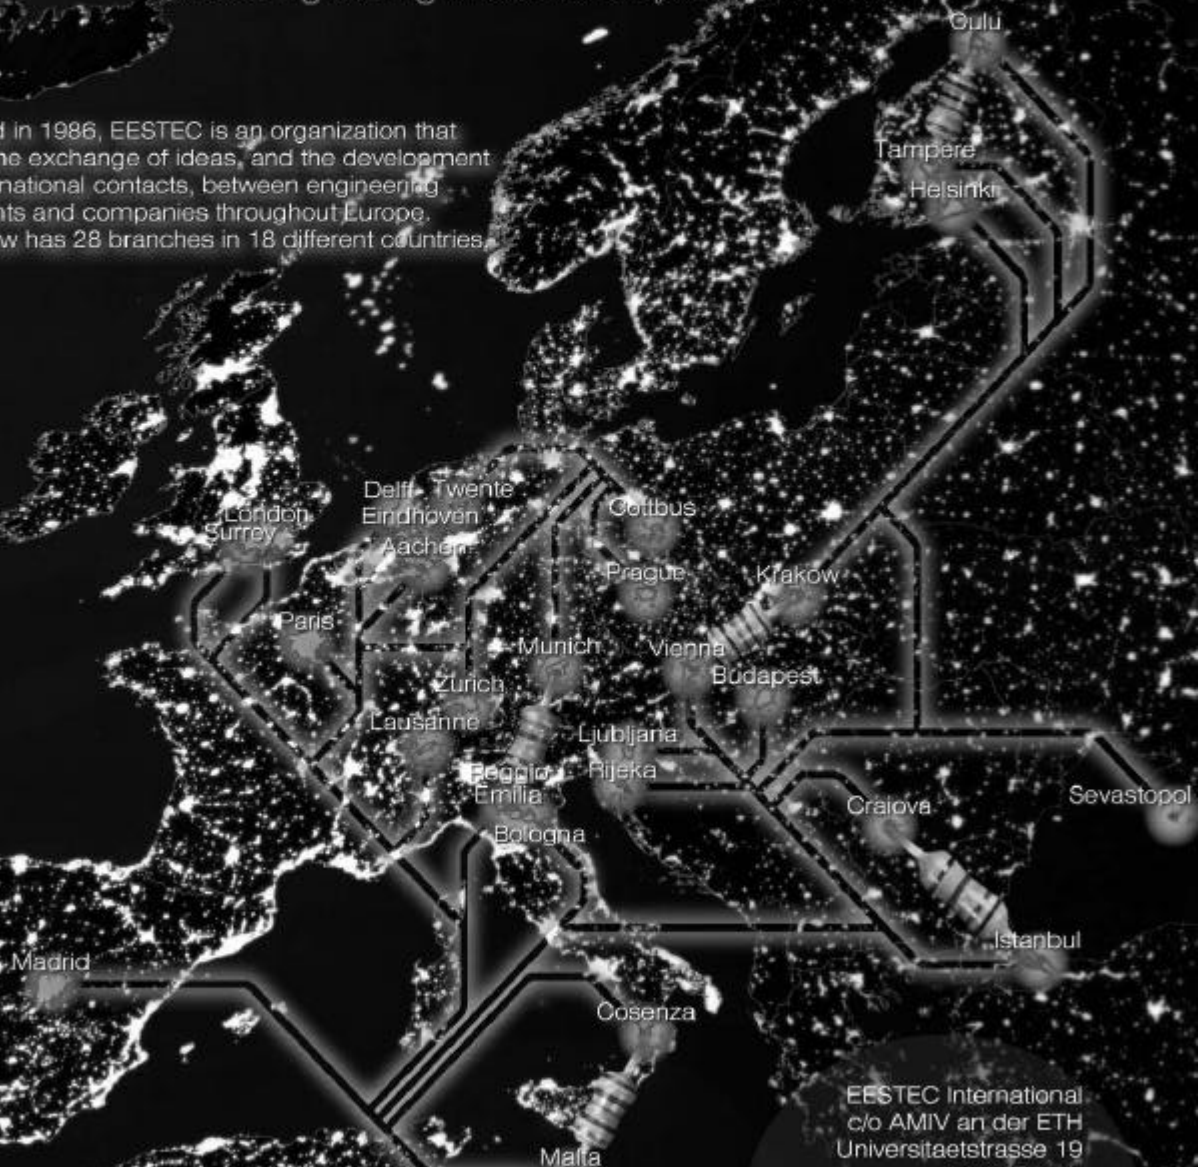 d in 1986, EESTEC is an organization that
he exchange of ideas, and the development
national contacts, between engineering
nts and companies throughout Europe.
w has 28 branches in 18 different countries.
Oulu
Tampere
Helsinki
Delft Twente
Eindhoven
Aachen
London
Surrey
Cottbus
Prague
Krakow
Paris
Munich
Vienna
Budapest
Zurich
Lausanne
Ljubljana
Rijeka
Reggio
Emilia
Bologna
Craiova
Sevastopol
Istanbul
Madrid
Cosenza
Malta
EESTEC International
c/o AMIV an der ETH
Universitaetstrasse 19